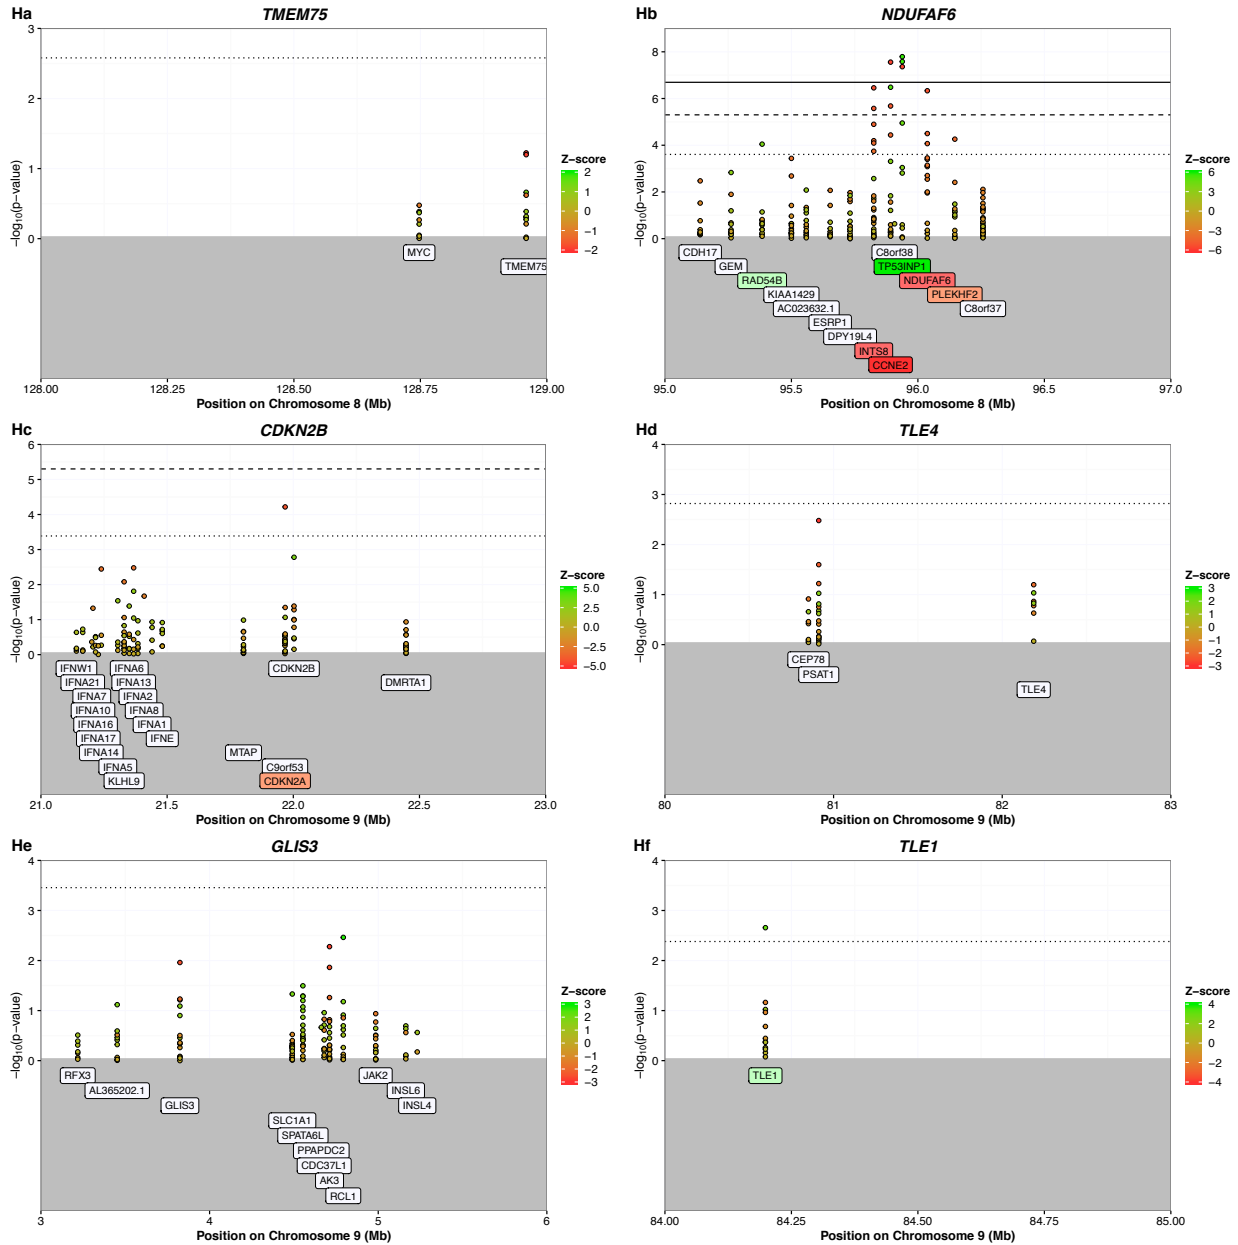 Ha
TMEM75
3
2
1
0
−log10(p−value)
MYC
TMEM75
128.00
128.25
128.50
128.75
129.00
Position on Chromosome 8 (Mb)
Z−score
2
1
0
−1
−2
Hb
NDUFAF6
8
6
4
2
0
−log10(p−value)
CDH17
C8orf38
GEM
TP53INP1
RAD54B
NDUFAF6
KIAA1429
PLEKHF2
AC023632.1
C8orf37
ESRP1
DPY19L4
INTS8
CCNE2
95.0
95.5
96.0
96.5
97.0
Position on Chromosome 8 (Mb)
Z−score
6
3
0
−3
−6
Hc
CDKN2B
6
5
4
3
2
1
0
−log10(p−value)
IFNW1
IFNA6
CDKN2B
IFNA21
IFNA13
DMRTA1
IFNA7
IFNA2
IFNA10
IFNA8
IFNA16
IFNA1
IFNA17
IFNE
IFNA14
MTAP
IFNA5
C9orf53
KLHL9
CDKN2A
21.0
21.5
22.0
22.5
23.0
Position on Chromosome 9 (Mb)
Z−score
5.0
2.5
0.0
−2.5
−5.0
Hd
TLE4
4
3
2
1
0
−log10(p−value)
CEP78
PSAT1
TLE4
80
81
82
83
Position on Chromosome 9 (Mb)
Z−score
3
2
1
0
−1
−2
−3
He
GLIS3
4
3
2
1
0
−log10(p−value)
RFX3
JAK2
AL365202.1
INSL6
GLIS3
INSL4
SLC1A1
SPATA6L
PPAPDC2
CDC37L1
AK3
RCL1
3
4
5
6
Position on Chromosome 9 (Mb)
Z−score
3
2
1
0
−1
−2
−3
Hf
TLE1
4
3
2
1
0
−log10(p−value)
TLE1
84.00
84.25
84.50
84.75
85.00
Position on Chromosome 9 (Mb)
Z−score
4
2
0
−2
−4